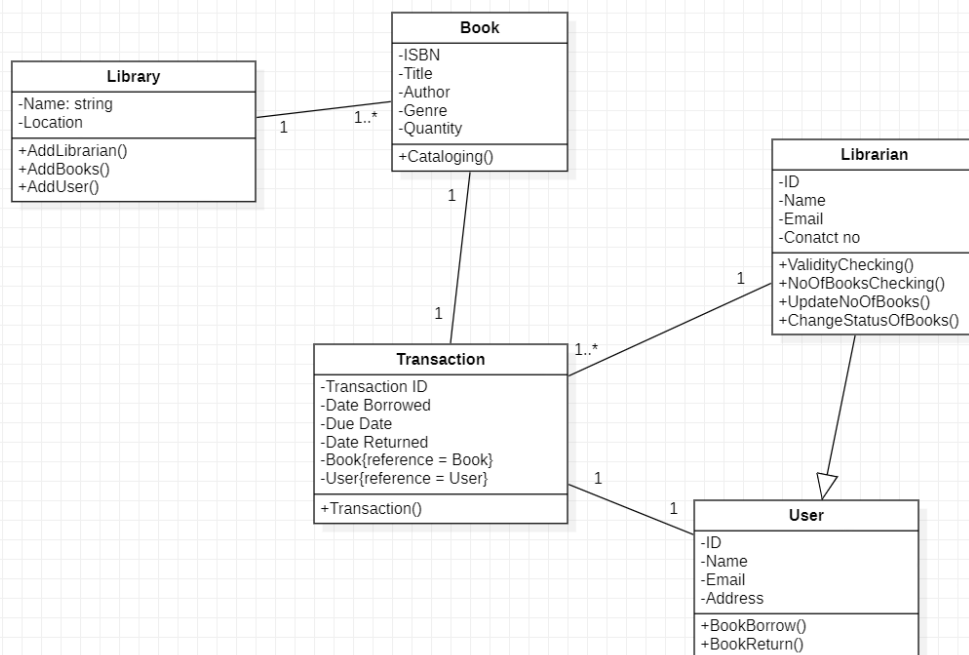 Book
-ISBN
-Title
-Author
-Genre
-Quantity
+Cataloging()
Library
-Name: string
-Location
+AddLibrarian()
+AddBooks()
+AddUser()
1
1..*
1
1
Librarian
-ID
-Name
-Email
-Conatct no
+ValidityChecking()
+NoOfBooksChecking()
+UpdateNoOfBooks()
+ChangeStatusOfBooks()
1
1..*
Transaction
-Transaction ID
-Date Borrowed
-Due Date
-Date Returned
-Book{reference = Book}
-User{reference = User}
+Transaction()
1
1
User
-ID
-Name
-Email
-Address
+BookBorrow()
+BookReturn()